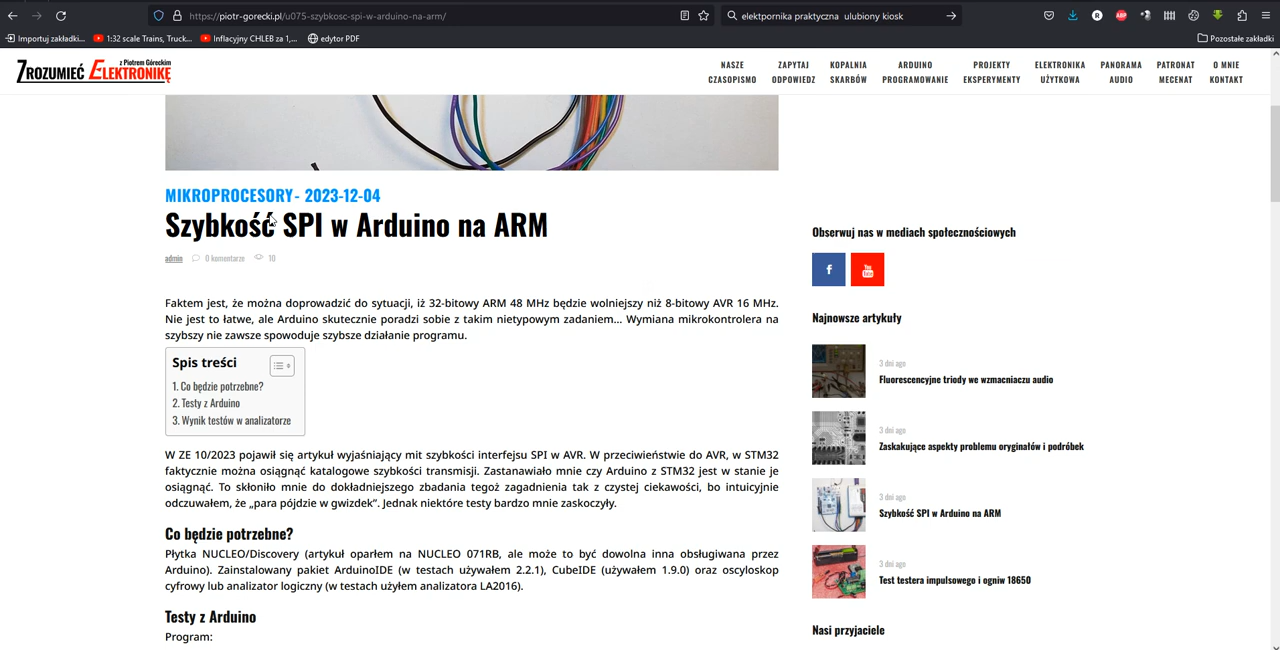 https://piotr-gorecki.pl/u075-szybkosc-spi-w-arduino-na-arm/
elektpornika praktyczna ulubiony kiosk
Importuj zakładki...
1:32 scale Trains, Truck...
Inflacyjny CHLEB za 1,...
edytor PDF
Pozostałe zakładki
z Piotrem Góreckim
ZROZUMIEĆ ELEKTRONIKĘ
NASZE CZASOPISMO
ZAPYTAJ ODPOWIEDZ
KOPALNIA SKARBÓW
ARDUINO PROGRAMOWANIE
PROJEKTY EKSPERYMENTY
ELEKTRONIKA UŻYTKOWA
PANORAMA AUDIO
PATRONAT MECENAT
O MNIE KONTAKT
MIKROPROCESORY- 2023-12-04
Szybkość SPI w Arduino na ARM
admin 0 komentarze 10
Faktem jest, że można doprowadzić do sytuacji, iż 32-bitowy ARM 48 MHz będzie wolniejszy niż 8-bitowy AVR 16 MHz.
Nie jest to łatwe, ale Arduino skutecznie poradzi sobie z takim nietypowym zadaniem... Wymiana mikrokontrolera na
szybszy nie zawsze spowoduje szybsze działanie programu.
Spis treści
1. Co będzie potrzebne?
2. Testy z Arduino
3. Wynik testów w analizatorze
W ZE 10/2023 pojawił się artykuł wyjaśniający mit szybkości interfejsu SPI w AVR. W przeciwieństwie do AVR, w STM32
faktycznie można osiągnąć katalogowe szybkości transmisji. Zastanawiało mnie czy Arduino z STM32 jest w stanie je
osiągnąć. To skłoniło mnie do dokładniejszego zbadania tegoż zagadnienia tak z czystej ciekawości, bo intuicyjnie
odczuwałem, że „para pójdzie w gwizdek”. Jednak niektóre testy bardzo mnie zaskoczyły.
Co będzie potrzebne?
Płytka NUCLEO/Discovery (artykuł oparłem na NUCLEO 071RB, ale może to być dowolna inna obsługiwana przez
Arduino). Zainstalowany pakiet ArduinoIDE (w testach używałem 2.2.1), CubeIDE (używałem 1.9.0) oraz oscyloskop
cyfrowy lub analizator logiczny (w testach użyłem analizatora LA2016).
Testy z Arduino
Program:
Obserwuj nas w mediach społecznościowych
Najnowsze artykuły
3 dni ago
Fluorescencyjne triody we wzmacniaczu audio
3 dni ago
Zaskakujące aspekty problemu oryginałów i podróbek
3 dni ago
Szybkość SPI w Arduino na ARM
3 dni ago
Test testera impulsowego i ogniw 18650
Nasi przyjaciele